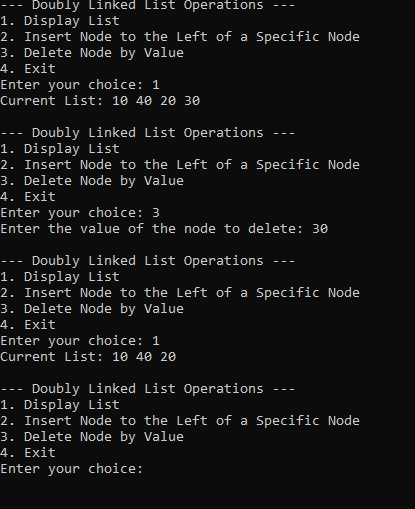 --- Doubly Linked List Operations ---
1. Display List
2. Insert Node to the Left of a Specific Node
3. Delete Node by Value
4. Exit
Enter your choice: 1
Current List: 10 40 20 30
--- Doubly Linked List Operations ---
1. Display List
2. Insert Node to the Left of a Specific Node
3. Delete Node by Value
4. Exit
Enter your choice: 3
Enter the value of the node to delete: 30
--- Doubly Linked List Operations ---
1. Display List
2. Insert Node to the Left of a Specific Node
3. Delete Node by Value
4. Exit
Enter your choice: 1
Current List: 10 40 20
--- Doubly Linked List Operations ---
1. Display List
2. Insert Node to the Left of a Specific Node
3. Delete Node by Value
4. Exit
Enter your choice: